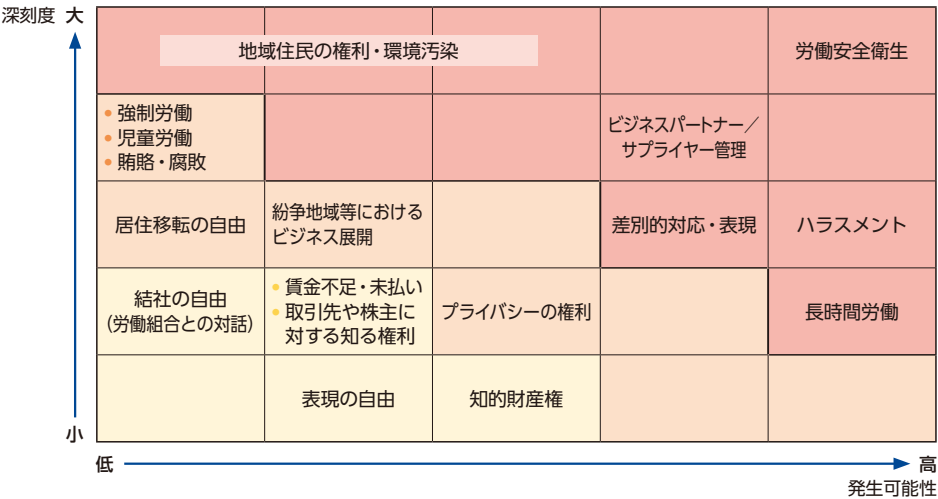 深刻度 大
地域住民の権利・環境汚染
労働安全衛生
強制労働
児童労働
賄賂・腐敗
ビジネスパートナー／
サプライヤー管理
居住移転の自由
紛争地域等における
ビジネス展開
差別的対応・表現
ハラスメント
結社の自由
(労働組合との対話)
賃金不足・未払い
取引先や株主に
対する知る権利
プライバシーの権利
長時間労働
表現の自由
知的財産権
小
低
高
発生可能性